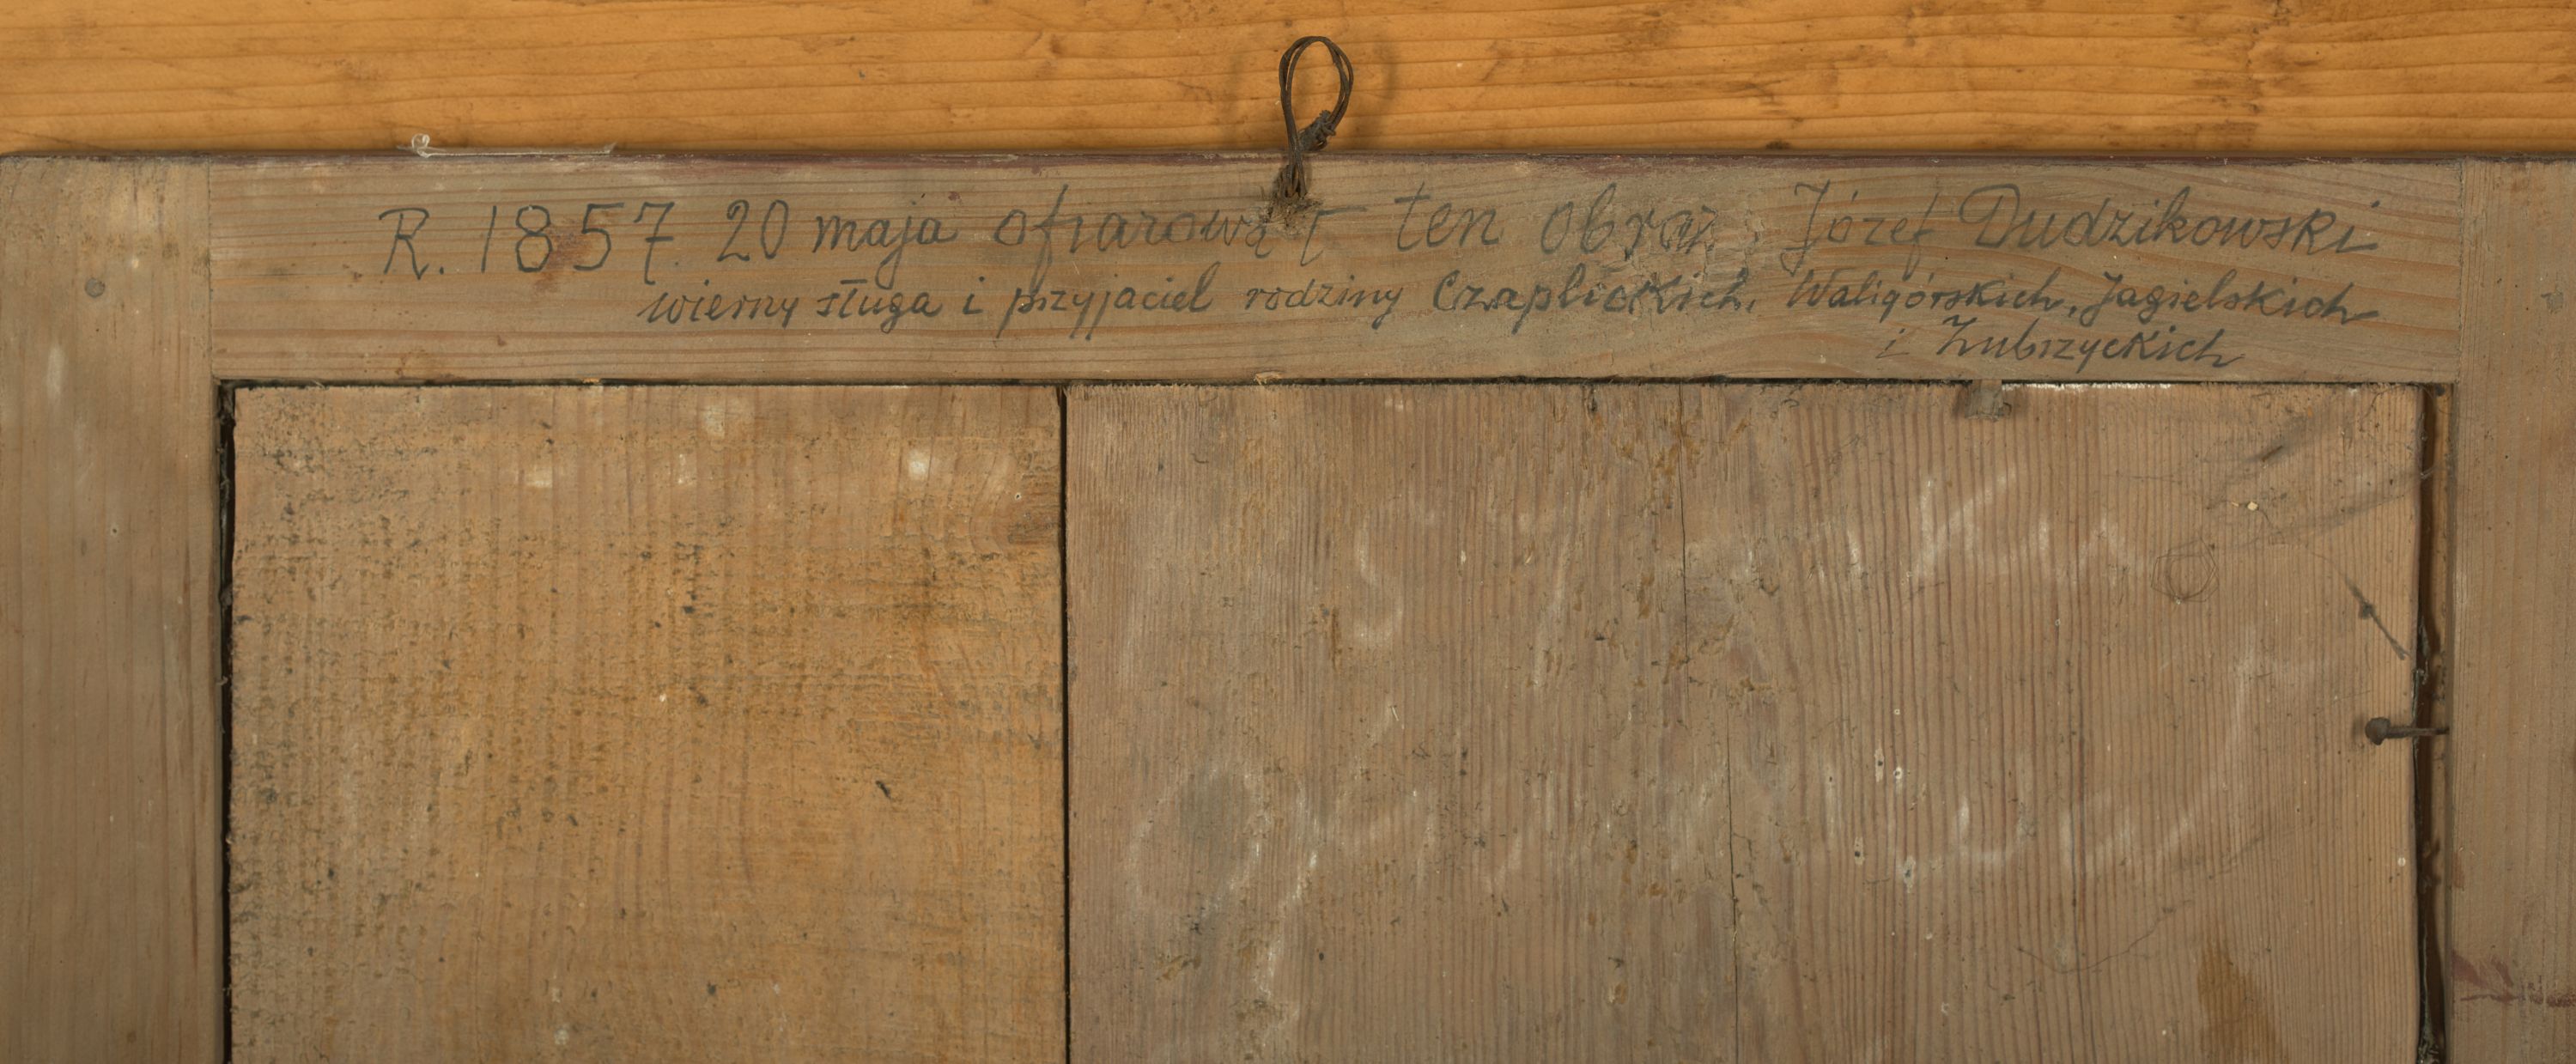 R. 1857. 20 maja ofiarował ten obraz Józef Dudzikowski
wierny sługa i przyjaciel rodziny Czaplickich, Waligórskich, Jagielskich
i Zubrzyckich